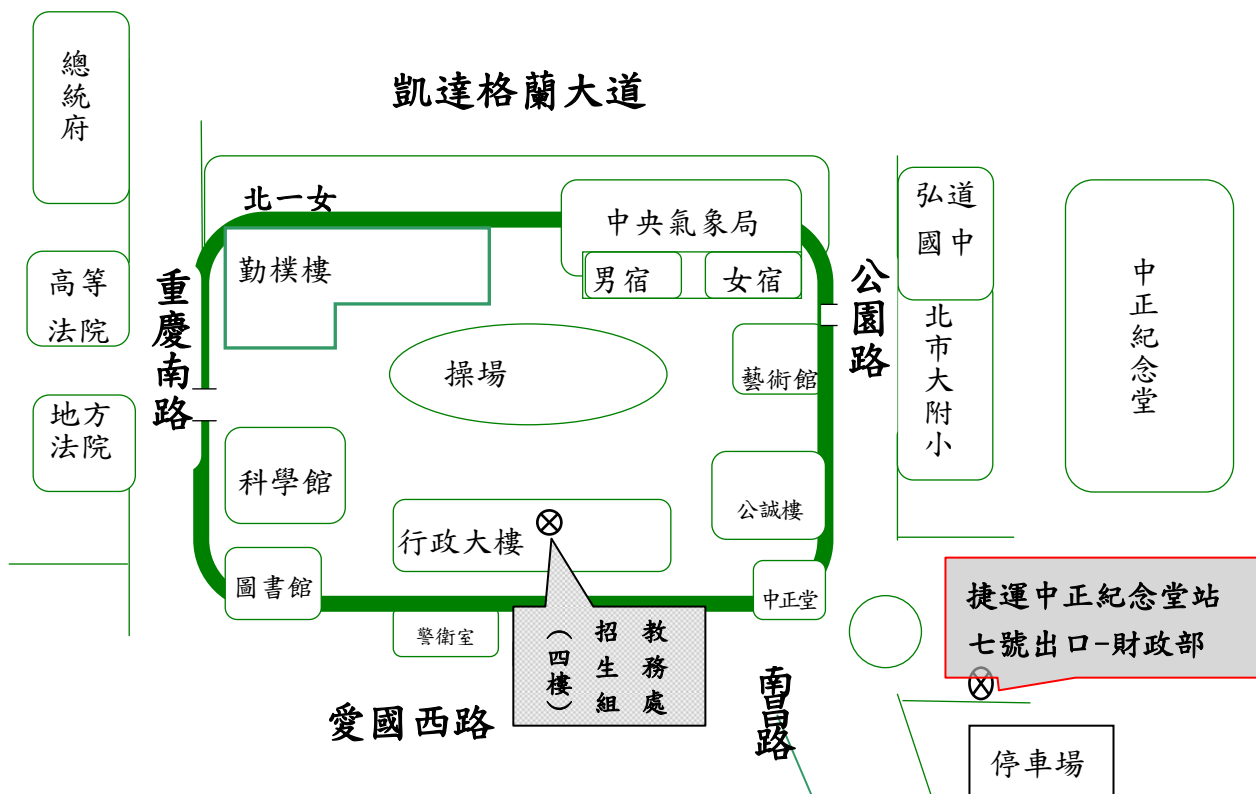 總統府
凱達格蘭大道
北一女
中央氣象局
男宿
女宿
弘道
國中
勤樸樓
高等
法院
重慶南路
公園路
中正紀念堂
北市大附小
操場
藝術館
地方
法院
科學館
公誠樓
行政大樓
圖書館
中正堂
警衛室
教務處
招生組
（四樓）
捷運中正紀念堂站
七號出口-財政部
愛國西路
南昌路
停車場